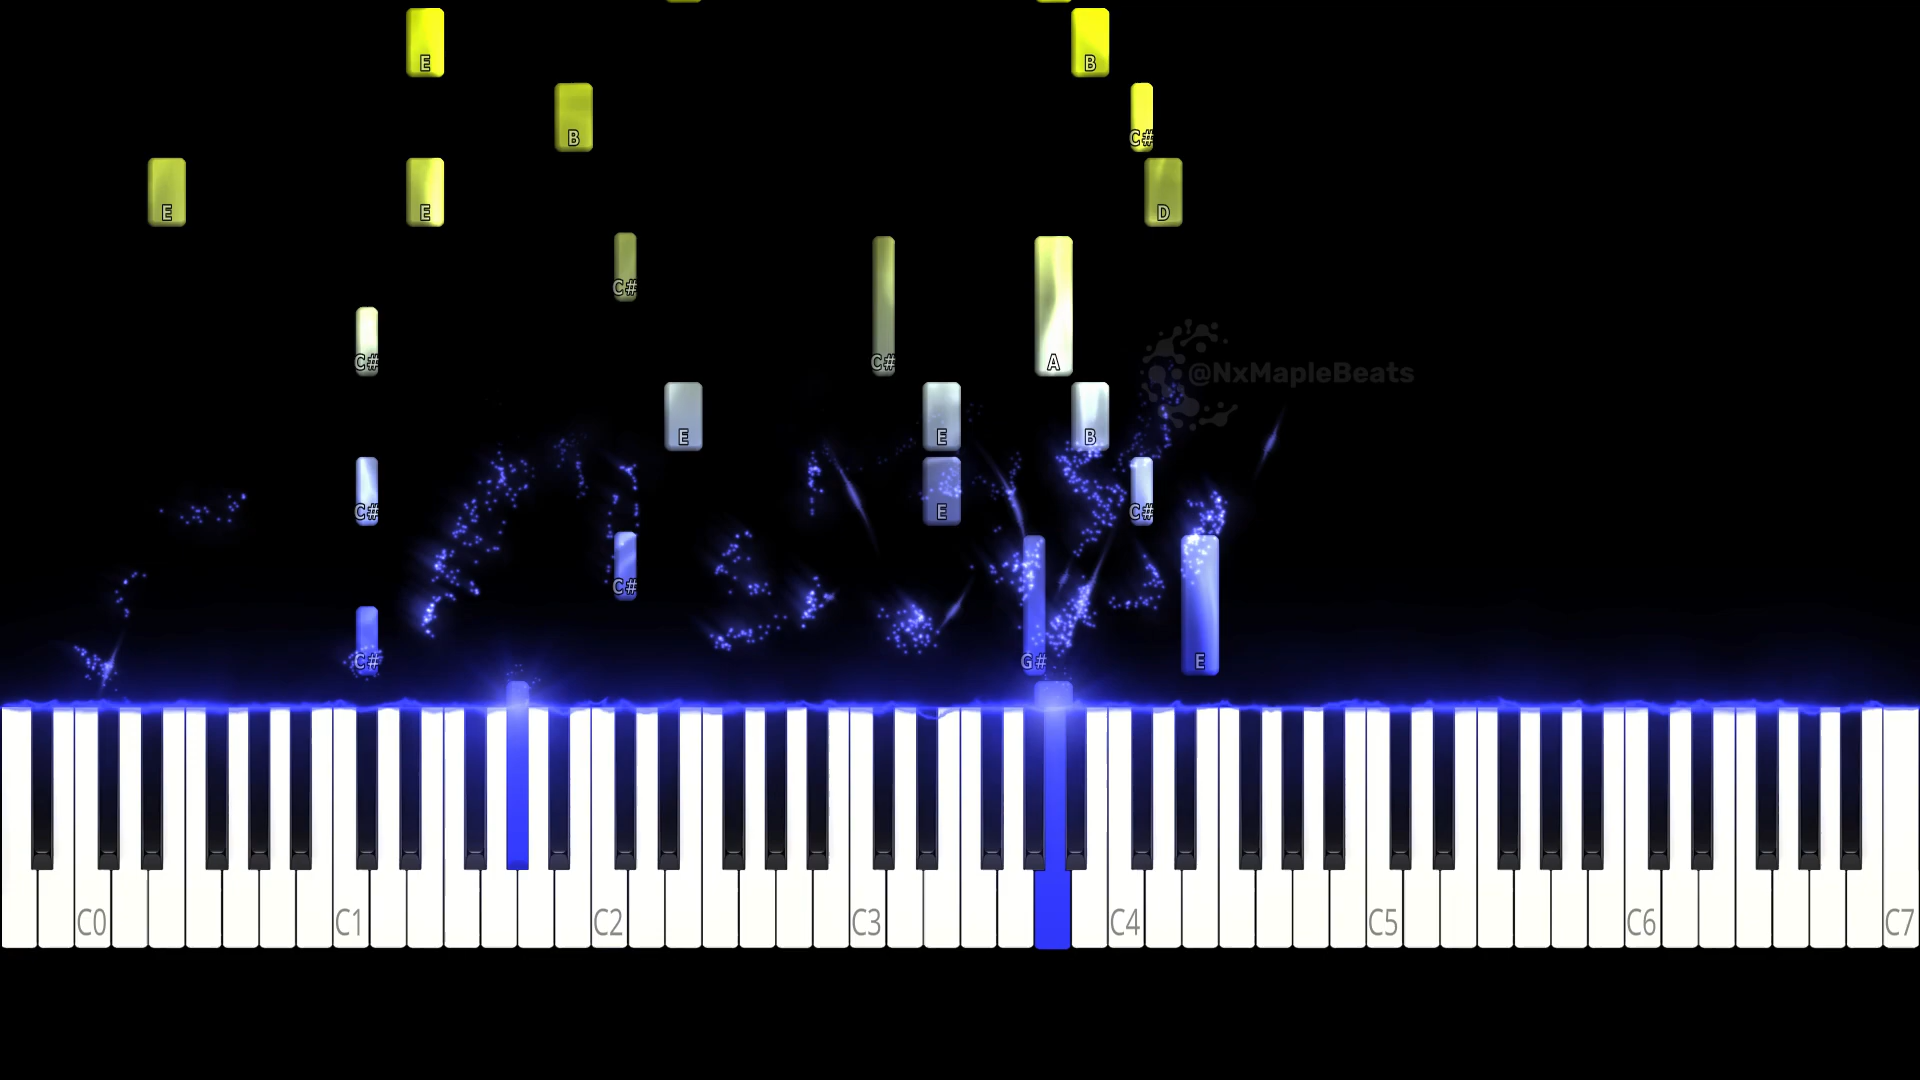 E B
B C#
E E D
C#
C# C# A
E E B
C# E C#
C#
C# G# E
@NxMapleBeats
C0 C1 C2 C3 C4 C5 C6 C7